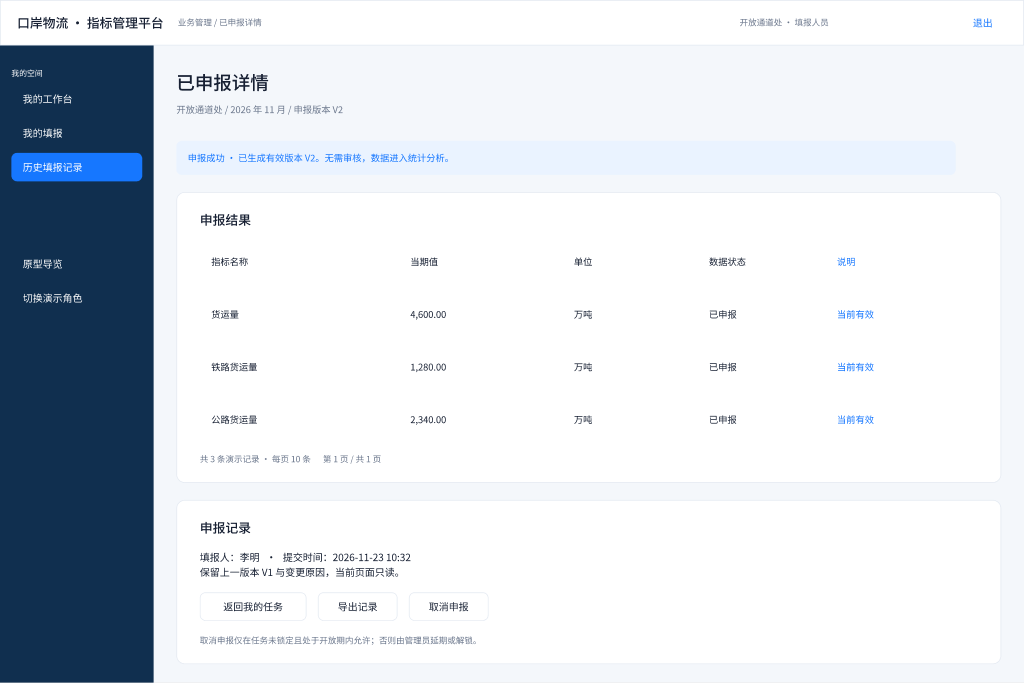 口岸物流 · 指标管理平台
业务管理 / 已申报详情
开放通道处 · 填报人员
退出
我的空间
我的工作台
我的填报
历史填报记录
原型导览
切换演示角色
已申报详情
开放通道处 / 2026 年 11 月 / 申报版本 V2
申报成功 · 已生成有效版本 V2。无需审核，数据进入统计分析。
申报结果
指标名称 当期值 单位 数据状态 说明
货运量 4,600.00 万吨 已申报 当前有效
铁路货运量 1,280.00 万吨 已申报 当前有效
公路货运量 2,340.00 万吨 已申报 当前有效
共 3 条演示记录 · 每页 10 条 第 1 页 / 共 1 页
申报记录
填报人：李明 · 提交时间：2026-11-23 10:32
保留上一版本 V1 与变更原因，当前页面只读。
返回我的任务 导出记录 取消申报
取消申报仅在任务未锁定且处于开放期内允许；否则由管理员延期或解锁。